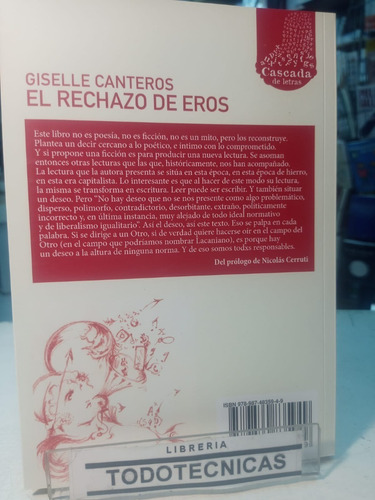 Cascada
de letras
GISELLE CANTEROS
EL RECHAZO DE EROS
Este libro no es poesía, no es ficción, no es un mito, pero los reconstruye.
Plantea un decir cercano a lo poético, e íntimo con lo comprometido.
Y si propone una ficción es para producir una nueva lectura. Se asoman
entonces otras lecturas que las que, históricamente, nos han acompañado.
La lectura que la autora presenta se sitúa en esta época, en esta época de hierro,
en esta era capitalista. Lo interesante es que al hacer de este modo su lectura,
la misma se transforma en escritura. Leer puede ser escribir. Y también situar
un deseo. Pero "No hay deseo que no se nos presente como algo problemático,
disperso, polimorfo, contradictorio, desorbitante, extraño, políticamente
incorrecto y, en última instancia, muy alejado de todo ideal normativo
y de liberalismo igualitario". Así el deseo, así este texto. Eso se palpa en cada
palabra. Si se dirige a un Otro, si de verdad quiere hacerse oír en el campo del
Otro (en el campo que podríamos nombrar Lacaniano), es porque hay
un deseo a la altura de ninguna norma. Y de eso somos todxs responsables.
Del prólogo de Nicolás Cerruti
LIBRERIA
TODOTECNICAS